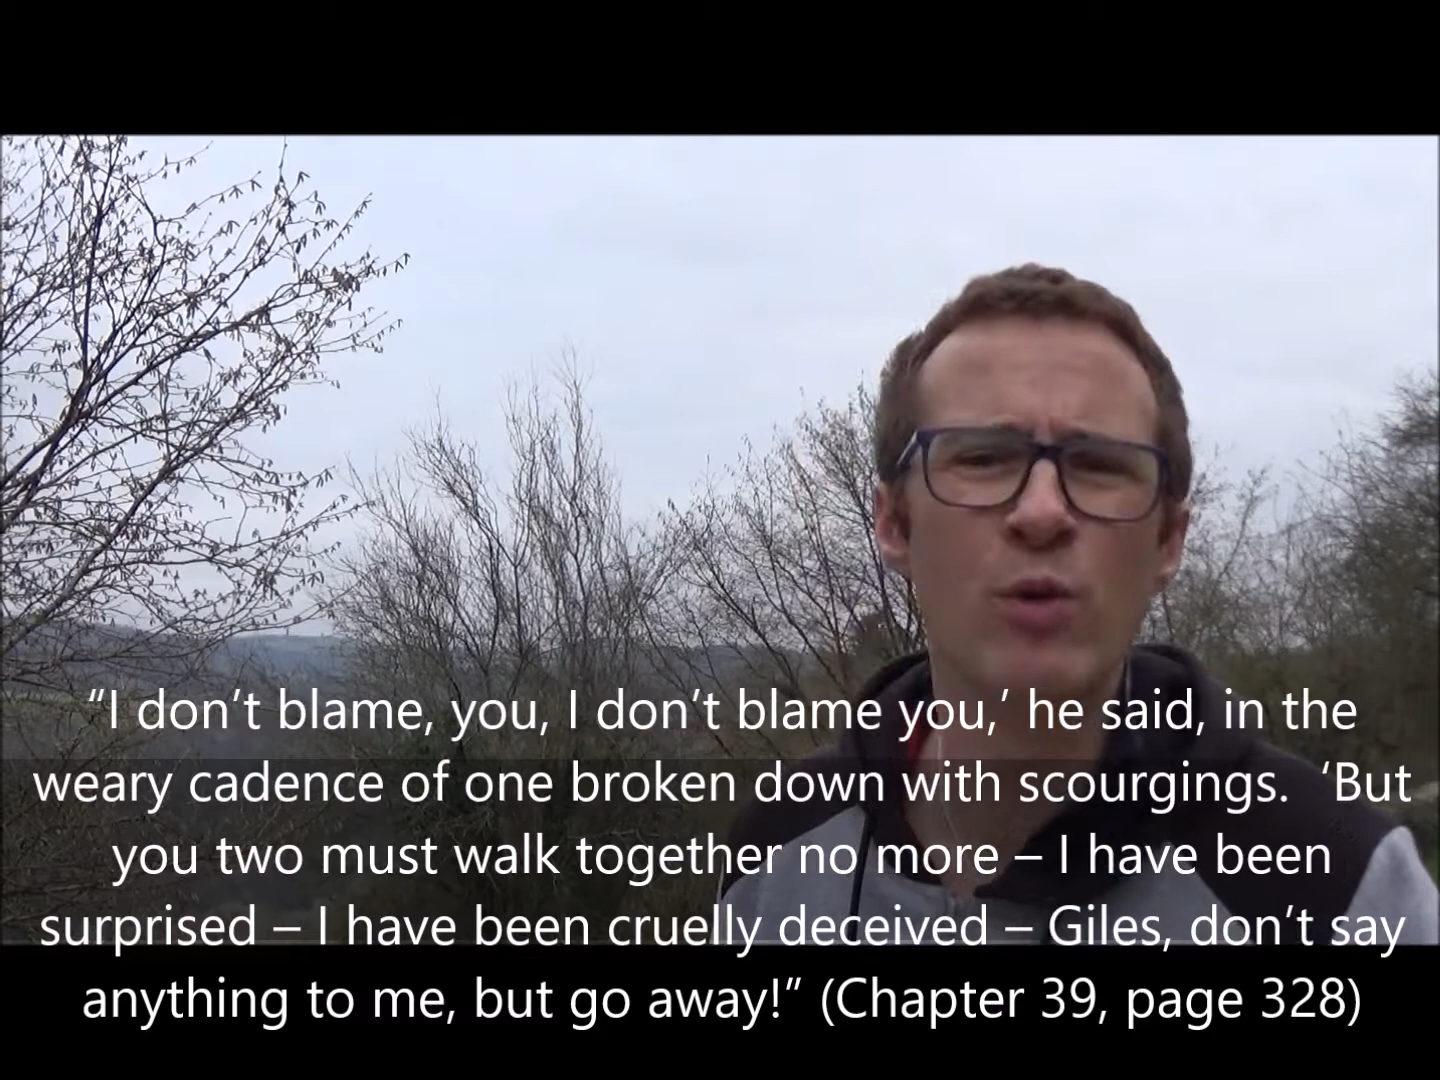 “I don’t blame, you, I don’t blame you,’ he said, in the
weary cadence of one broken down with scourgings.  ‘But
you two must walk together no more – I have been
surprised – I have been cruelly deceived – Giles, don’t say
anything to me, but go away!” (Chapter 39, page 328)